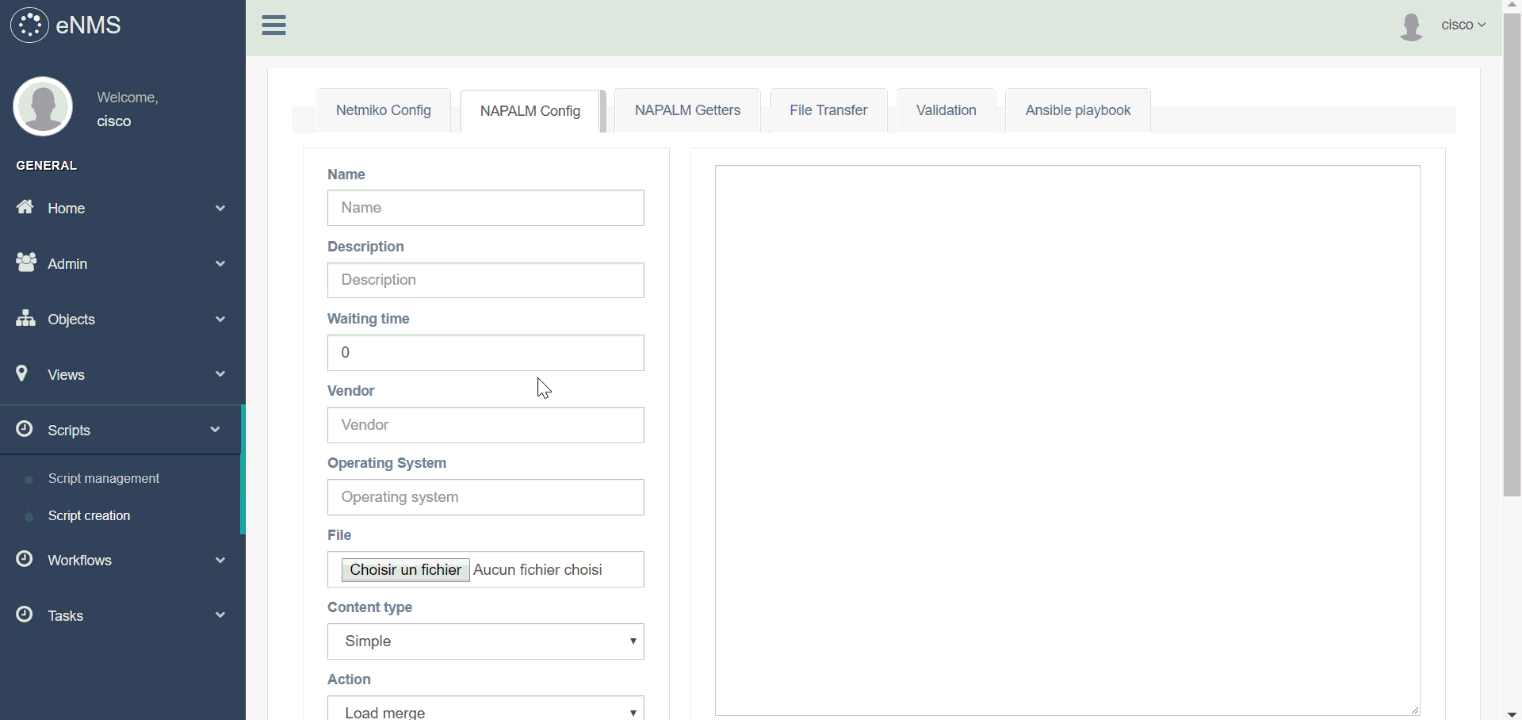 eNMS
cisco
Welcome,
cisco
GENERAL
Home
Admin
Objects
Views
Scripts
Script management
Script creation
Workflows
Tasks
Netmiko Config
NAPALM Config
NAPALM Getters
File Transfer
Validation
Ansible playbook
Name
Name
Description
Description
Waiting time
0
Vendor
Vendor
Operating System
Operating system
File
Choisir un fichier Aucun fichier choisi
Content type
Simple
Action
Load merge